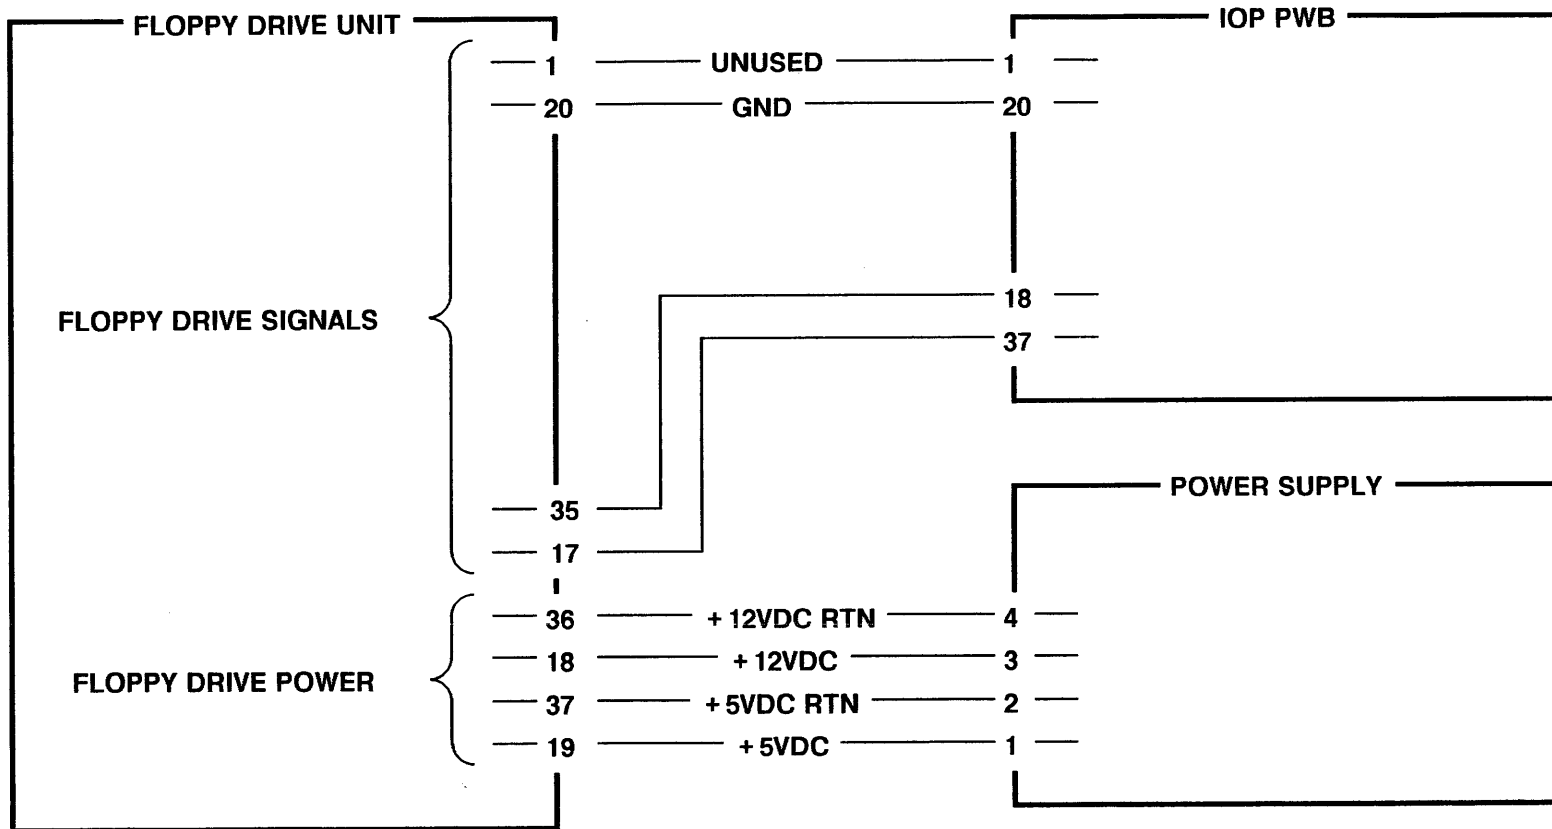 FLOPPY DRIVE UNIT
IOP PWB
1 UNUSED 1
20 GND 20
18
FLOPPY DRIVE SIGNALS
37
POWER SUPPLY
35
17
36 +12VDC RTN 4
18 +12VDC 3
FLOPPY DRIVE POWER
37 +5VDC RTN 2
19 +5VDC 1